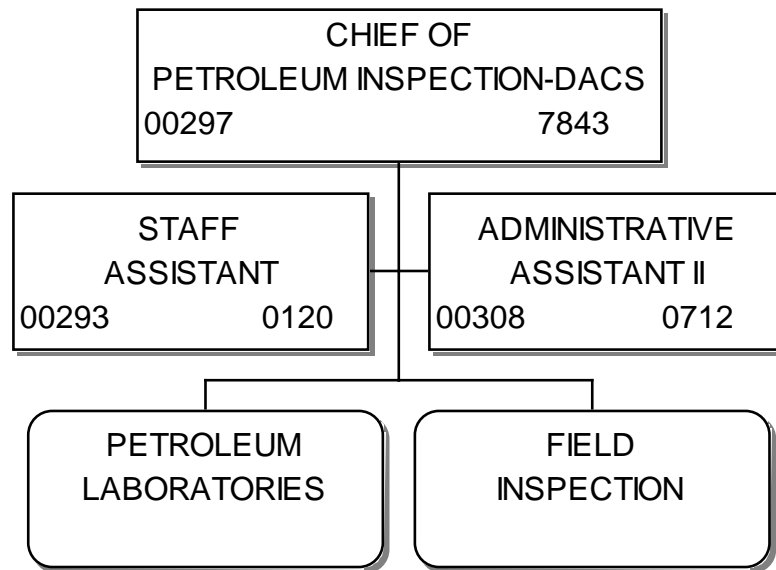 CHIEF OF
PETROLEUM INSPECTION-DACS
00297 7843
STAFF
ASSISTANT
00293 0120
ADMINISTRATIVE
ASSISTANT II
00308 0712
PETROLEUM
LABORATORIES
FIELD
INSPECTION